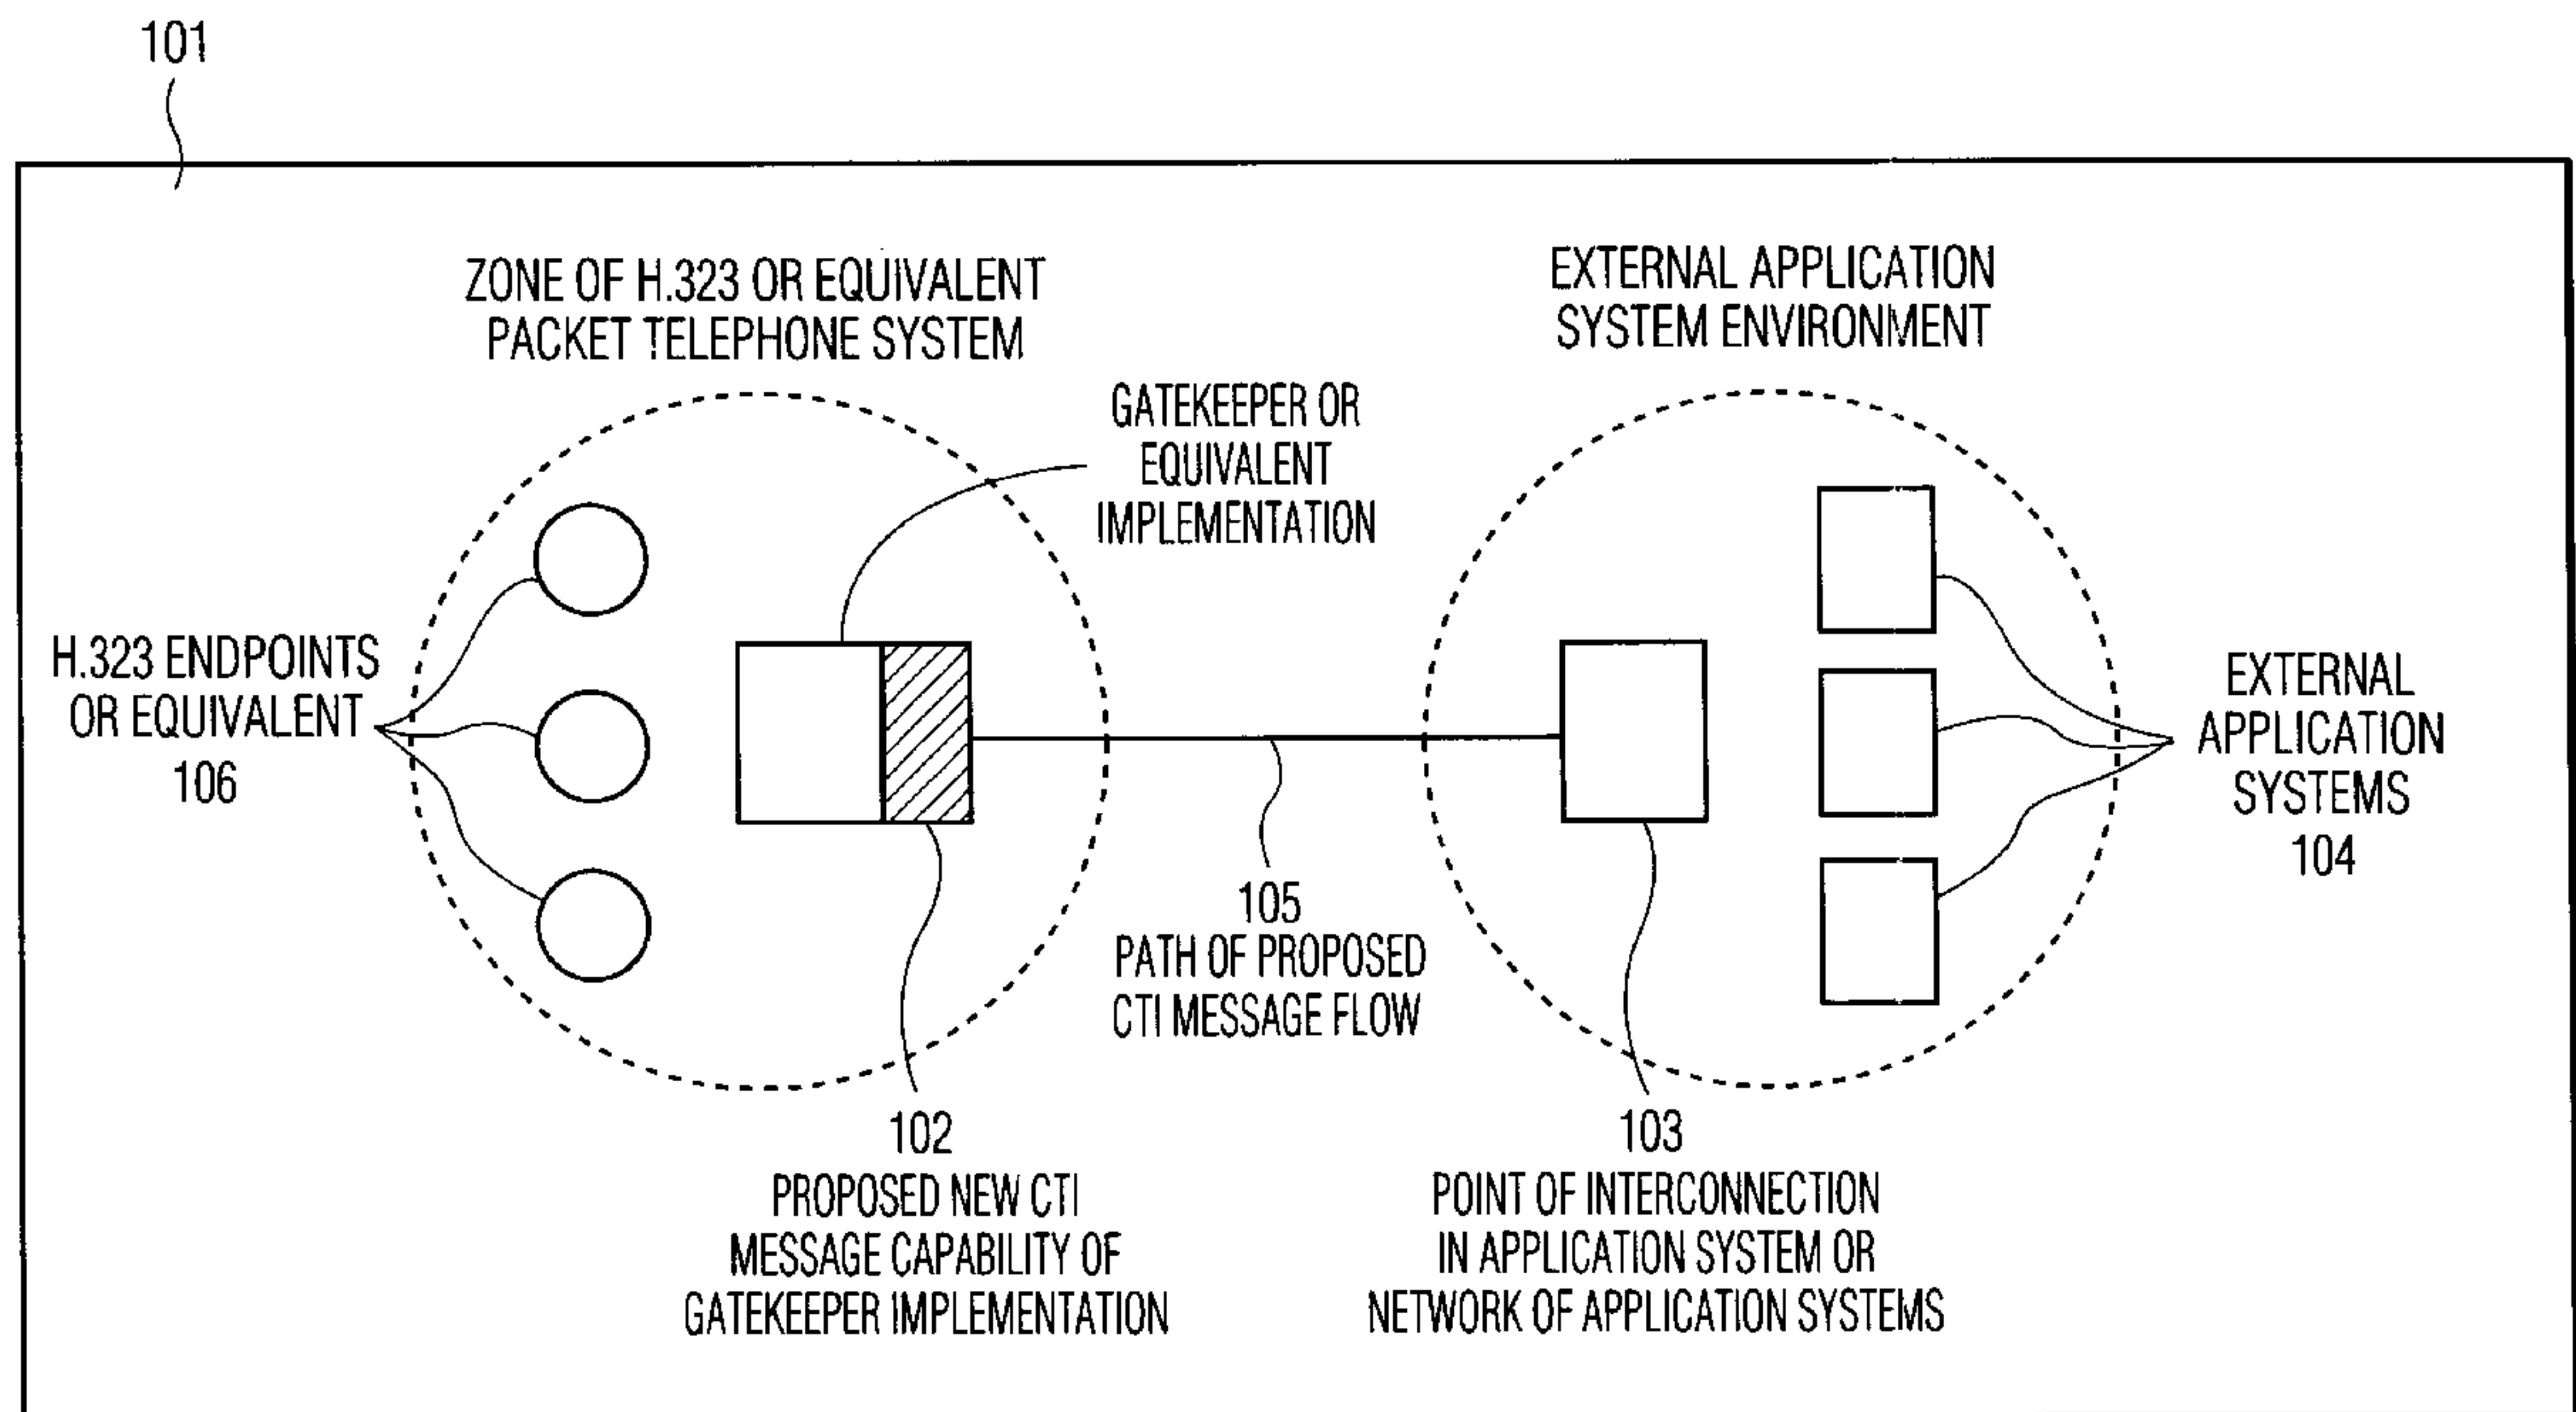 101
ZONE OF H.323 OR EQUIVALENT
PACKET TELEPHONE SYSTEM
EXTERNAL APPLICATION
SYSTEM ENVIRONMENT
GATEKEEPER OR
EQUIVALENT
IMPLEMENTATION
H.323 ENDPOINTS
OR EQUIVALENT
106
EXTERNAL
APPLICATION
SYSTEMS
104
105
PATH OF PROPOSED
CTI MESSAGE FLOW
102
PROPOSED NEW CTI
MESSAGE CAPABILITY OF
GATEKEEPER IMPLEMENTATION
103
POINT OF INTERCONNECTION
IN APPLICATION SYSTEM OR
NETWORK OF APPLICATION SYSTEMS